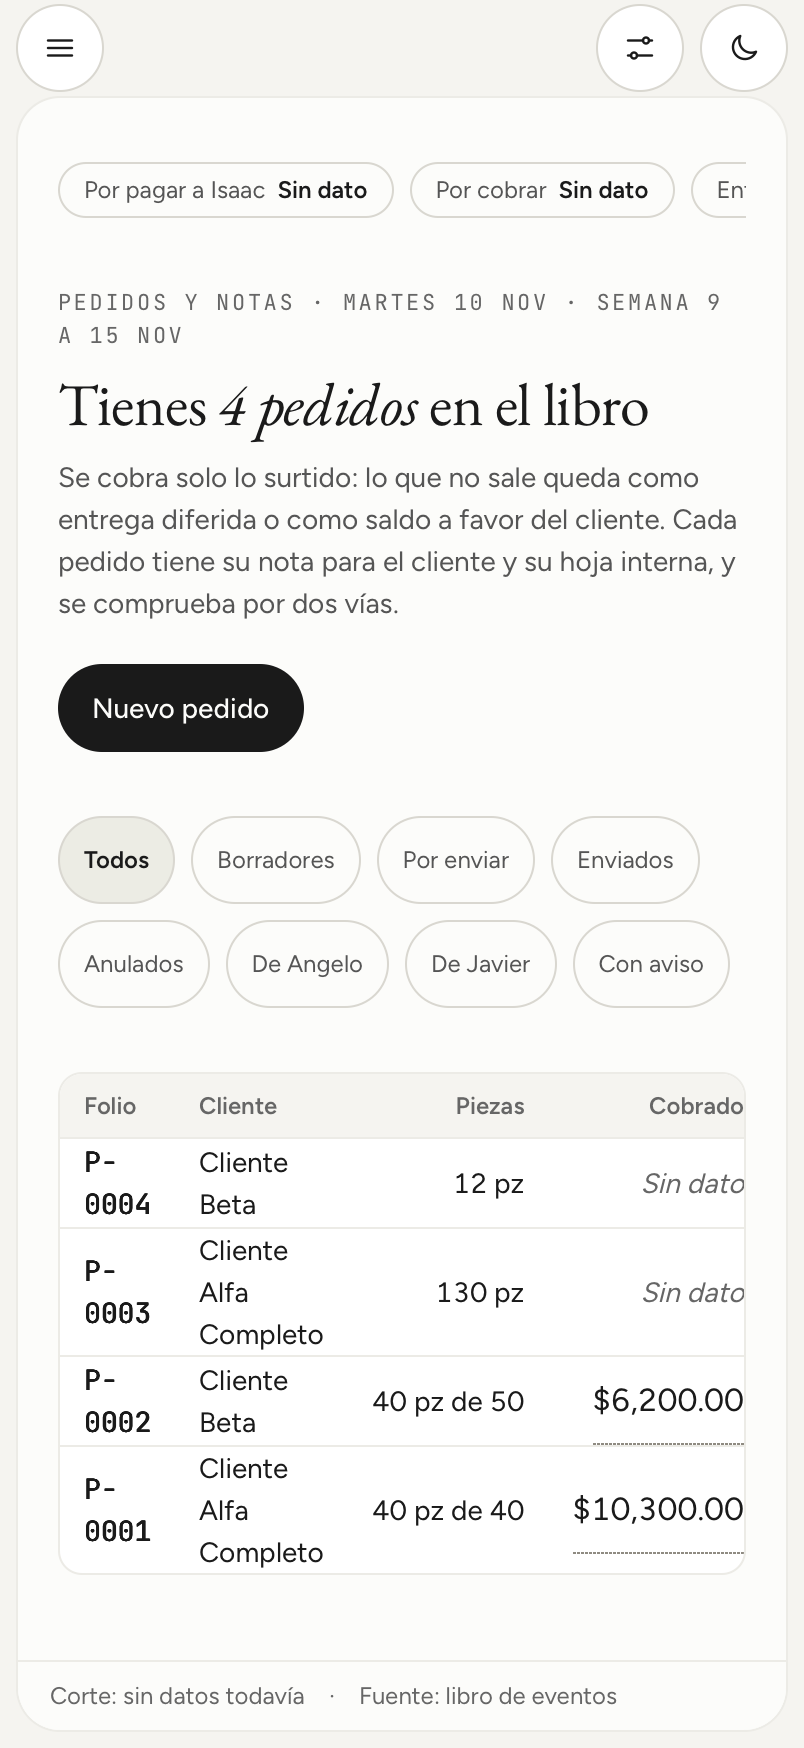 Por pagar a Isaac Sin dato
Por cobrar Sin dato
PEDIDOS Y NOTAS · MARTES 10 NOV · SEMANA 9
A 15 NOV
Tienes 4 pedidos en el libro
Se cobra solo lo surtido: lo que no sale queda como
entrega diferida o como saldo a favor del cliente. Cada
pedido tiene su nota para el cliente y su hoja interna, y
se comprueba por dos vías.
Nuevo pedido
Todos Borradores Por enviar Enviados
Anulados De Angelo De Javier Con aviso
Folio Cliente Piezas Cobrado
P-
0004
Cliente
Beta
12 pz
Sin dato
P-
0003
Cliente
Alfa
Completo
130 pz
Sin dato
P-
0002
Cliente
Beta
40 pz de 50
$6,200.00
P-
0001
Cliente
Alfa
Completo
40 pz de 40
$10,300.00
Corte: sin datos todavía · Fuente: libro de eventos